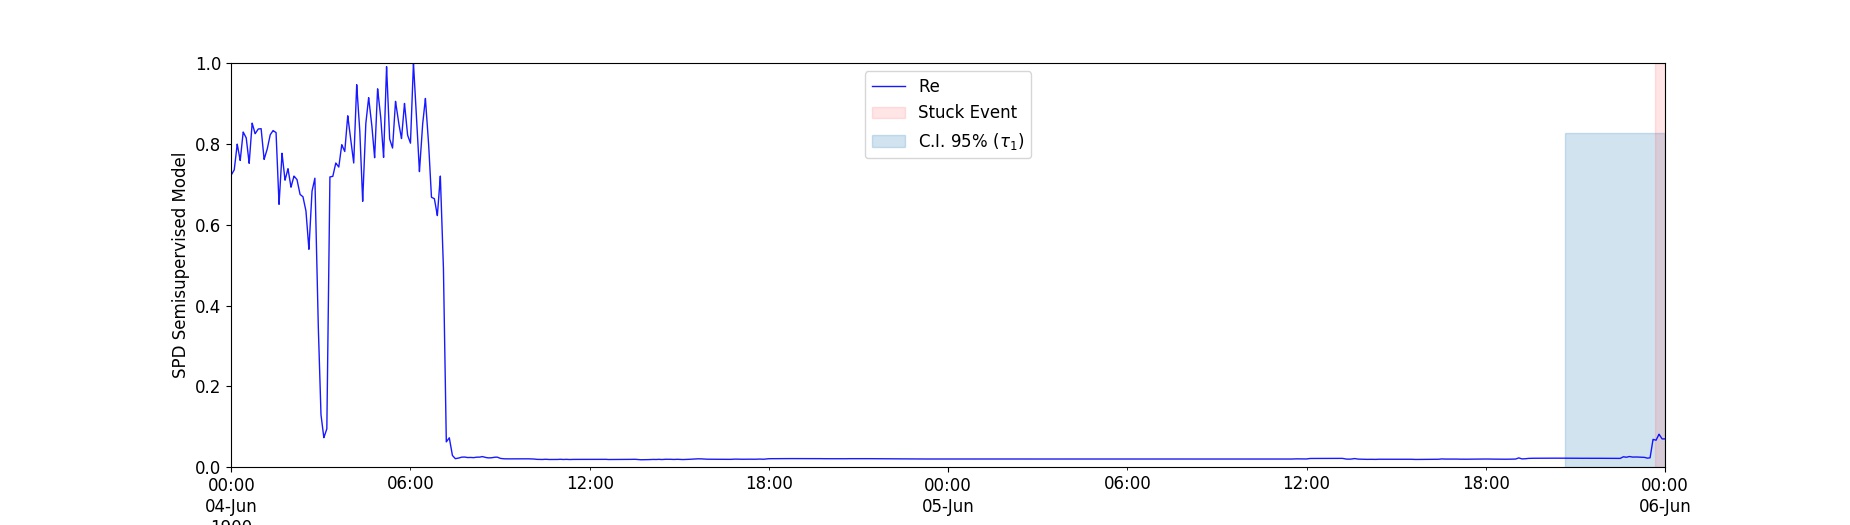 SPD Semisupervised Model
1.0
0.8
0.6
0.4
0.2
0.0
Re
Stuck Event
C.I. 95% (τ₁)
00:00 06:00 12:00 18:00 00:00 06:00 12:00 18:00 00:00
04-Jun 05-Jun 06-Jun
1900